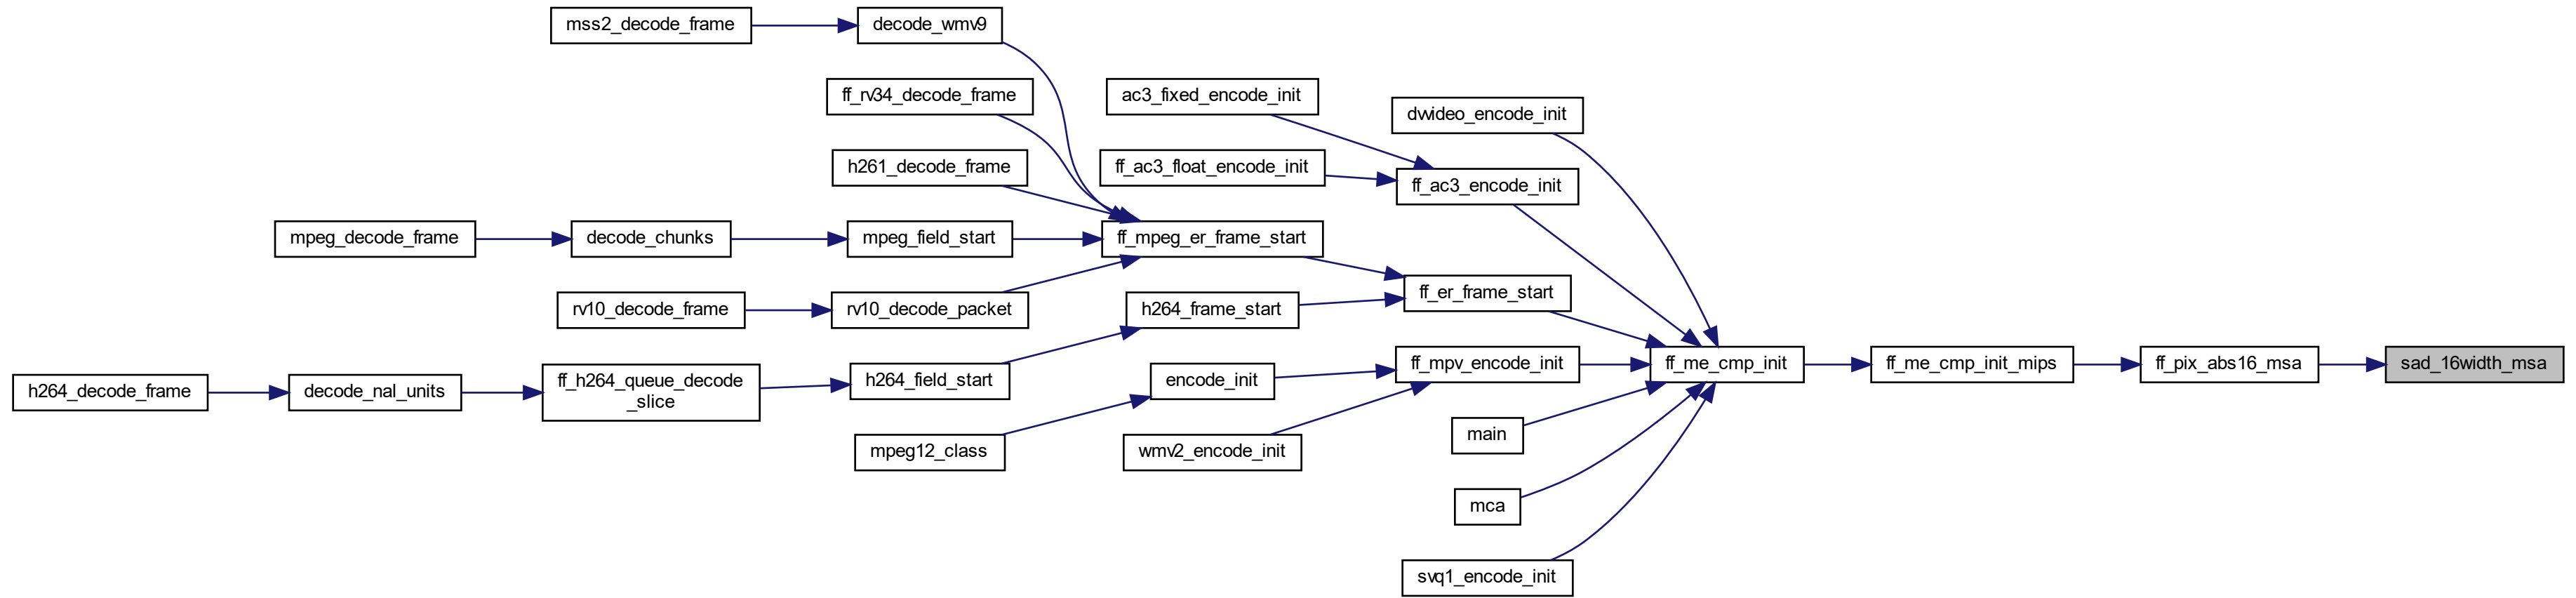 mss2_decode_frame
decode_wmv9
ff_rv34_decode_frame
ac3_fixed_encode_init
dvvideo_encode_init
h261_decode_frame
ff_ac3_float_encode_init
ff_ac3_encode_init
mpeg_decode_frame
decode_chunks
mpeg_field_start
ff_mpeg_er_frame_start
rv10_decode_frame
rv10_decode_packet
h264_frame_start
ff_er_frame_start
h264_decode_frame
decode_nal_units
ff_h264_queue_decode
_slice
h264_field_start
encode_init
ff_mpv_encode_init
ff_me_cmp_init
ff_me_cmp_init_mips
ff_pix_abs16_msa
sad_16width_msa
mpeg12_class
wmv2_encode_init
main
mca
svq1_encode_init